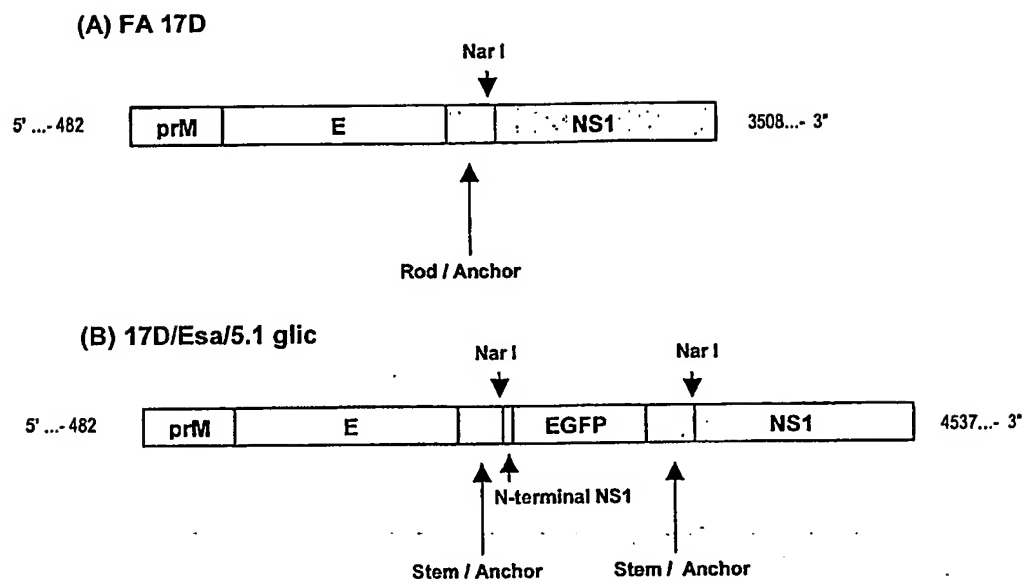 (A) FA 17D
Nar I
5' ...- 482 prM E NS1 3508...- 3"
Rod / Anchor
(B) 17D/Esa/5.1 glic
Nar I Nar I
5' ...- 482 prM E EGFP NS1 4537...- 3"
N-terminal NS1
Stem / Anchor Stem / Anchor